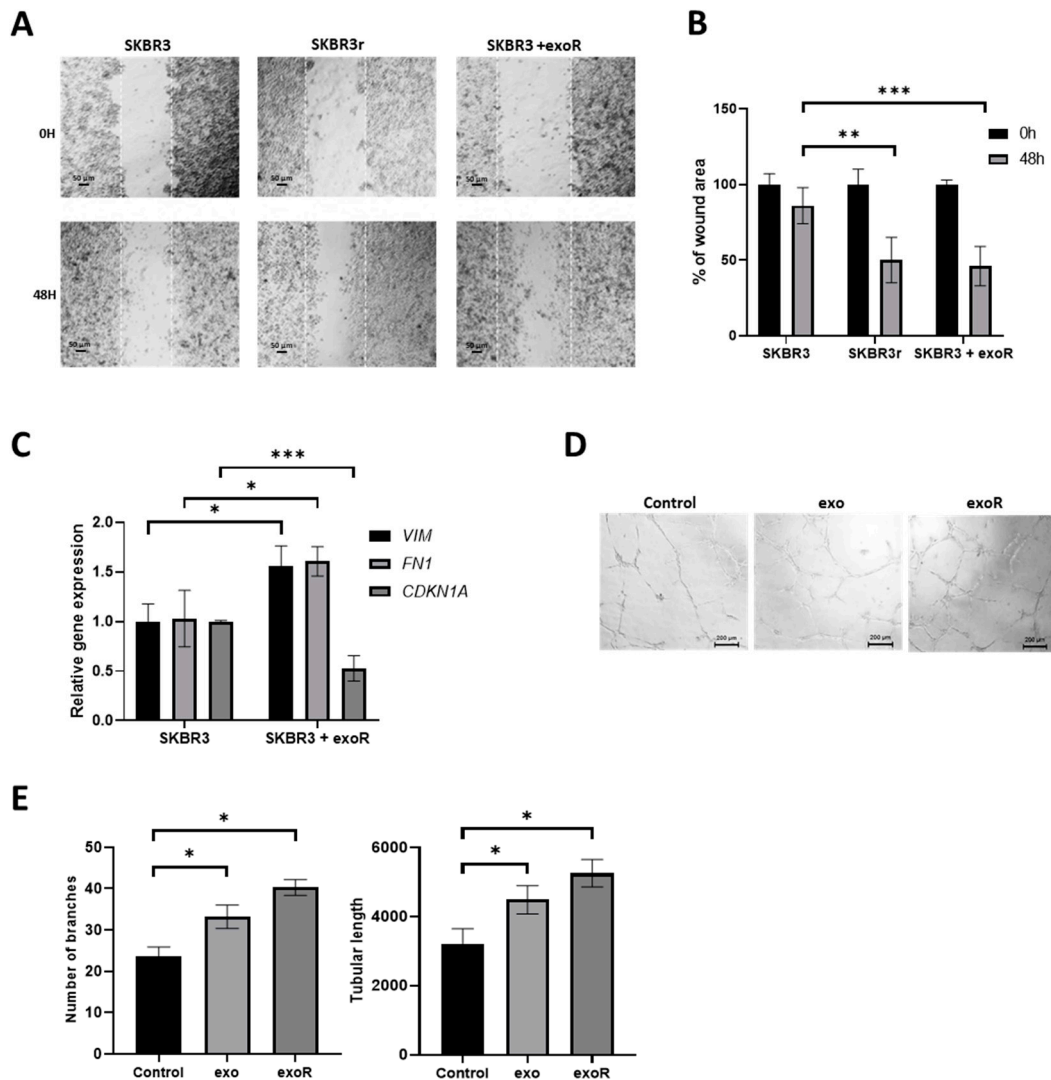 A
SKBR3
SKBR3r
SKBR3 +exoR
0H
50 µm
50 µm
50 µm
48H
50 µm
50 µm
50 µm
B
***
**
0h
48h
150
100
50
0
% of wound area
SKBR3
SKBR3r
SKBR3 + exoR
C
***
*
*
VIM
FN1
CDKN1A
2.0
1.5
1.0
0.5
0.0
Relative gene expression
SKBR3
SKBR3 + exoR
D
Control
exo
exoR
200 µm
200 µm
200 µm
E
*
*
50
40
30
20
10
0
Number of branches
Control
exo
exoR
*
*
6000
4000
2000
0
Tubular length
Control
exo
exoR